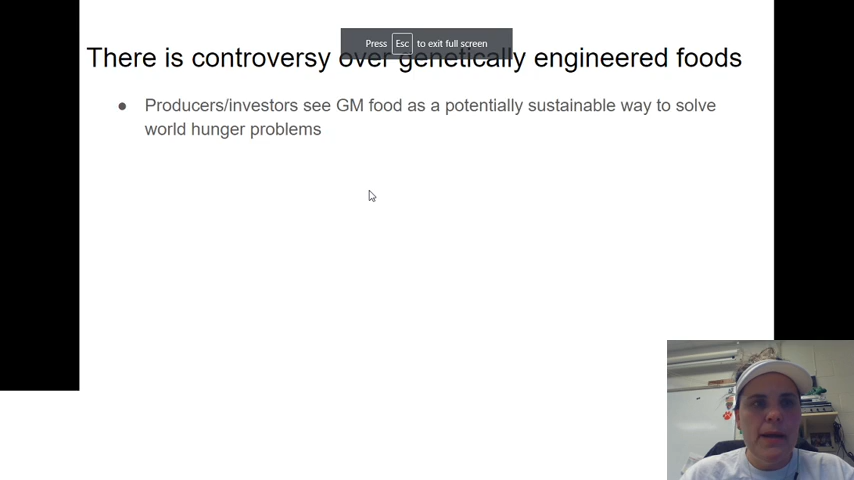 Press Esc to exit full screen
There is controversy over genetically engineered foods
● Producers/investors see GM food as a potentially sustainable way to solve
world hunger problems